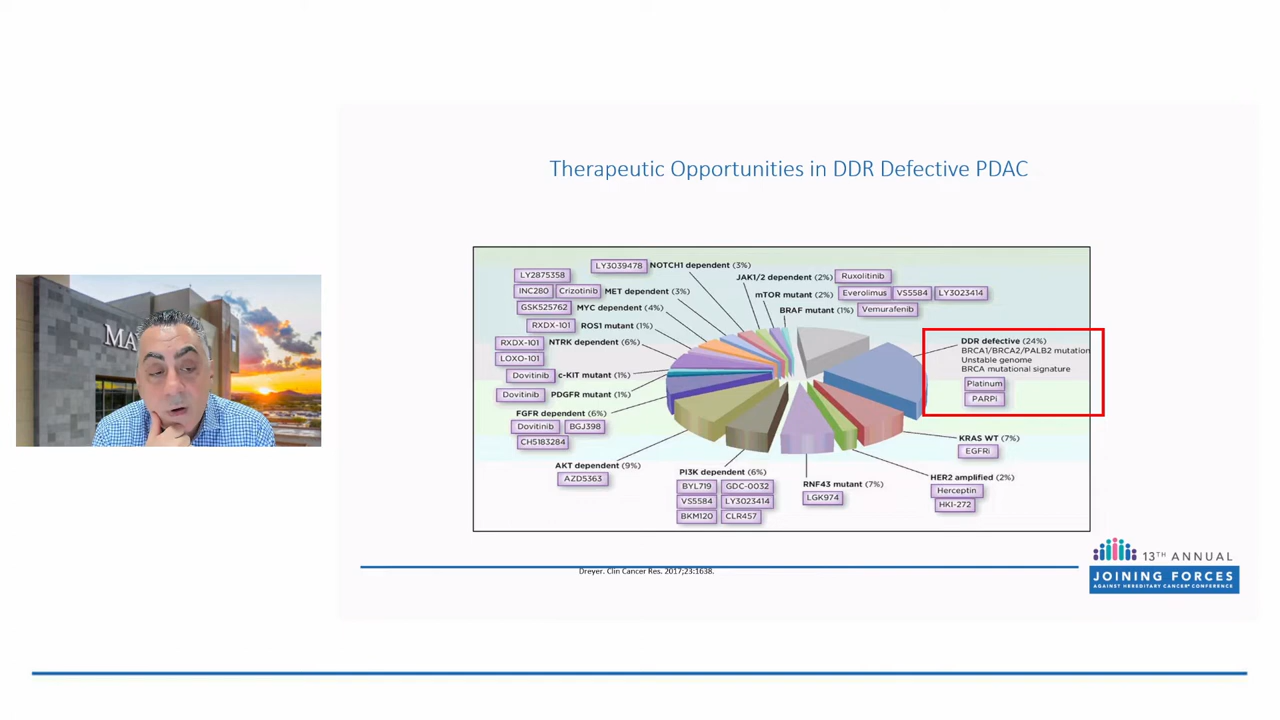 MA
Therapeutic Opportunities in DDR Defective PDAC
LY3039478 NOTCH1 dependent (3%)
LY2875358
INC280 Crizotinib MET dependent (3%)
GSK525762 MYC dependent (4%)
RXDX-101 ROS1 mutant (1%)
RXDX-101 NTRK dependent (6%)
LOXO-101
Dovitinib c-KIT mutant (1%)
Dovitinib PDGFR mutant (1%)
FGFR dependent (6%)
Dovitinib BGJ398
CH5183284
AKT dependent (9%)
AZD5363
PI3K dependent (6%)
BYL719 GDC-0032
VS5584 LY3023414
BKM120 CLR457
RNF43 mutant (7%)
LGK974
JAK1/2 dependent (2%) Ruxolitinib
mTOR mutant (2%) Everolimus VS5584 LY3023414
BRAF mutant (1%) Vemurafenib
DDR defective (24%)
BRCA1/BRCA2/PALB2 mutation
Unstable genome
BRCA mutational signature
Platinum
PARPi
KRAS WT (7%)
EGFRi
HER2 amplified (2%)
Herceptin
HKI-272
Dreyer. Clin Cancer Res. 2017;23:1638.
13TH ANNUAL
JOINING FORCES
AGAINST HEREDITARY CANCER® CONFERENCE